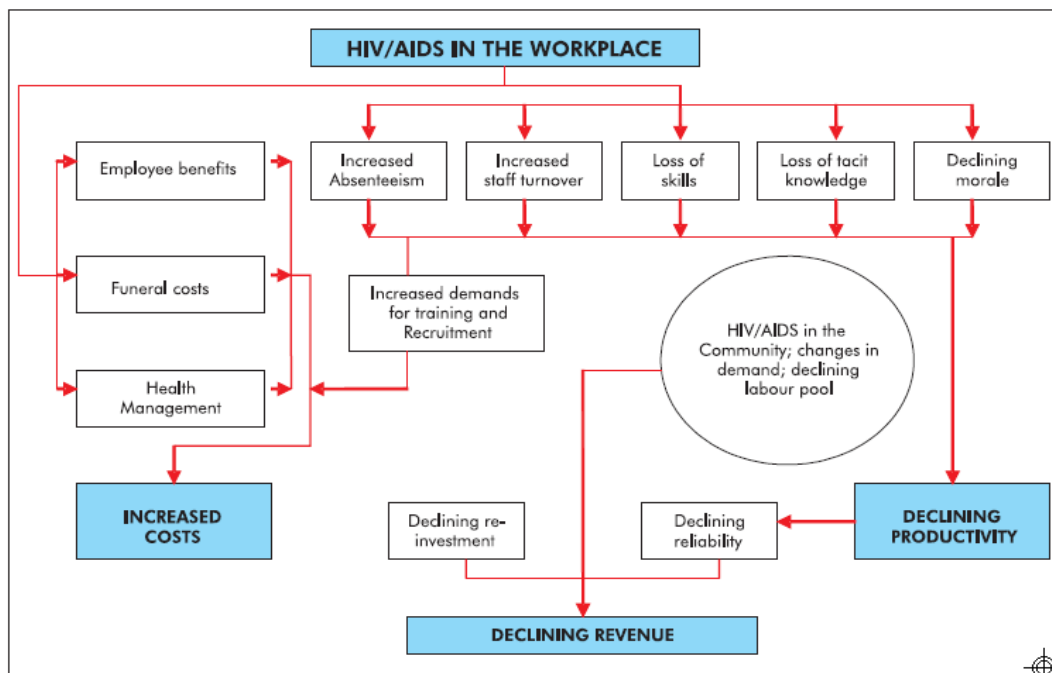 HIV/AIDS IN THE WORKPLACE
Employee benefits
Increased
Absenteeism
Increased
staff turnover
Loss of
skills
Loss of tacit
knowledge
Declining
morale
Funeral costs
Increased demands
for training and
Recruitment
HIV/AIDS in the
Community; changes in
demand; declining
labour pool
Health
Management
INCREASED
COSTS
Declining re-
investment
Declining
reliability
DECLINING
PRODUCTIVITY
DECLINING REVENUE